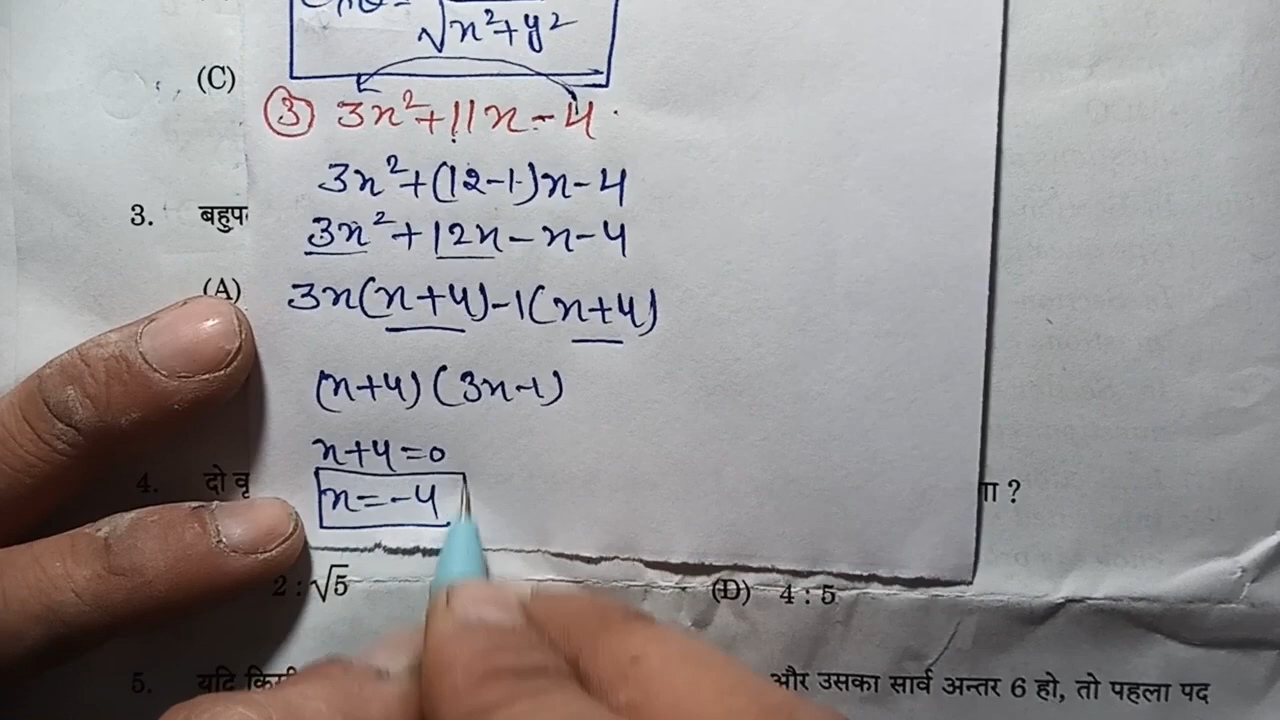 √x²+y²
(C)
③ 3x²+11x-4
3x²+(12-1)x-4
3. बहुप
3x²+12x-x-4
(A) 3x(x+4)-1(x+4)
(x+4)(3x-1)
x+4=0
4. दो वृ ?
x=-4
2 : √5 (D) 4 : 5
5. यदि और उसका सार्व अन्तर 6 हो, तो पहला पद